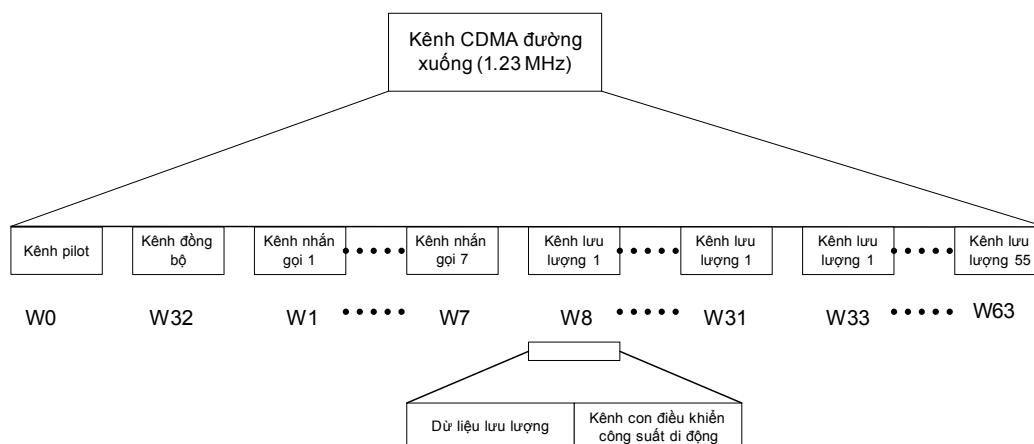 Kênh CDMA đường
xuống (1.23 MHz)
Kênh pilot
Kênh đồng
bộ
Kênh nhắn
gọi 1
Kênh nhắn
gọi 7
Kênh lưu
lượng 1
Kênh lưu
lượng 1
Kênh lưu
lượng 1
Kênh lưu
lượng 55
W0
W32
W1
W7
W8
W31
W33
W63
Dừ liệu lưu lượng
Kênh con điều khiển
công suất di động